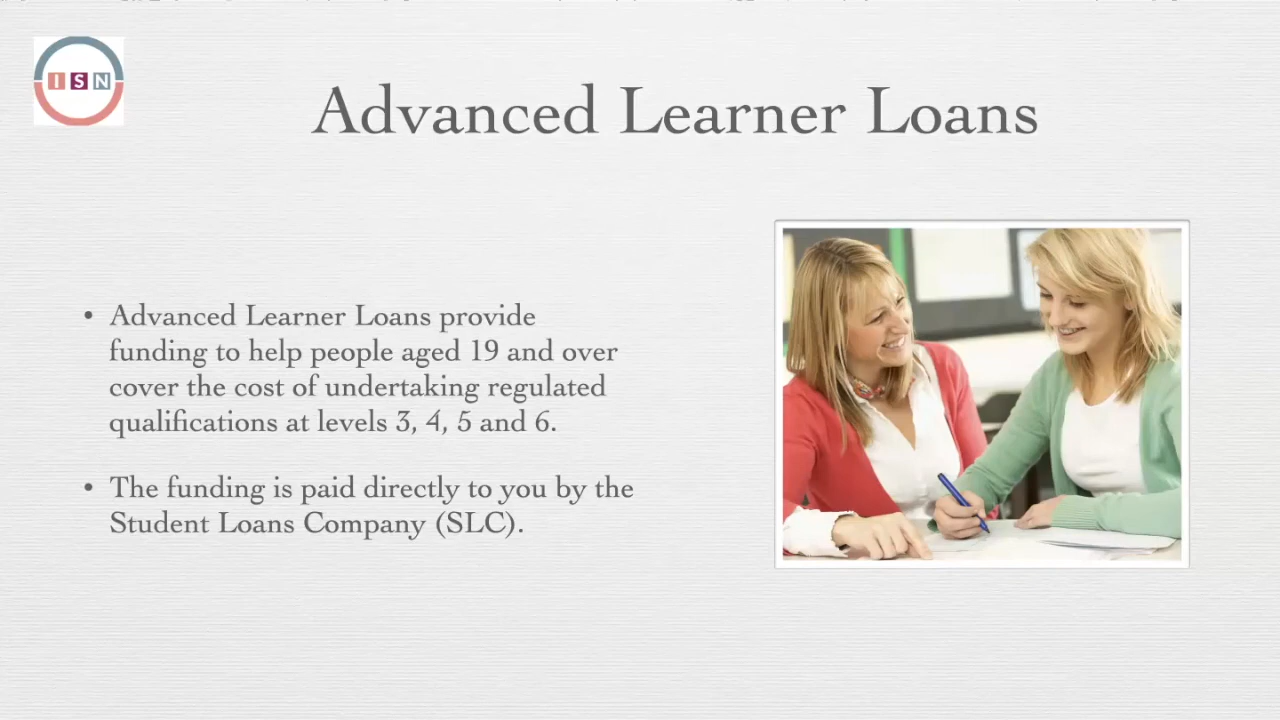 ISN
Advanced Learner Loans
• Advanced Learner Loans provide
funding to help people aged 19 and over
cover the cost of undertaking regulated
qualifications at levels 3, 4, 5 and 6.
• The funding is paid directly to you by the
Student Loans Company (SLC).